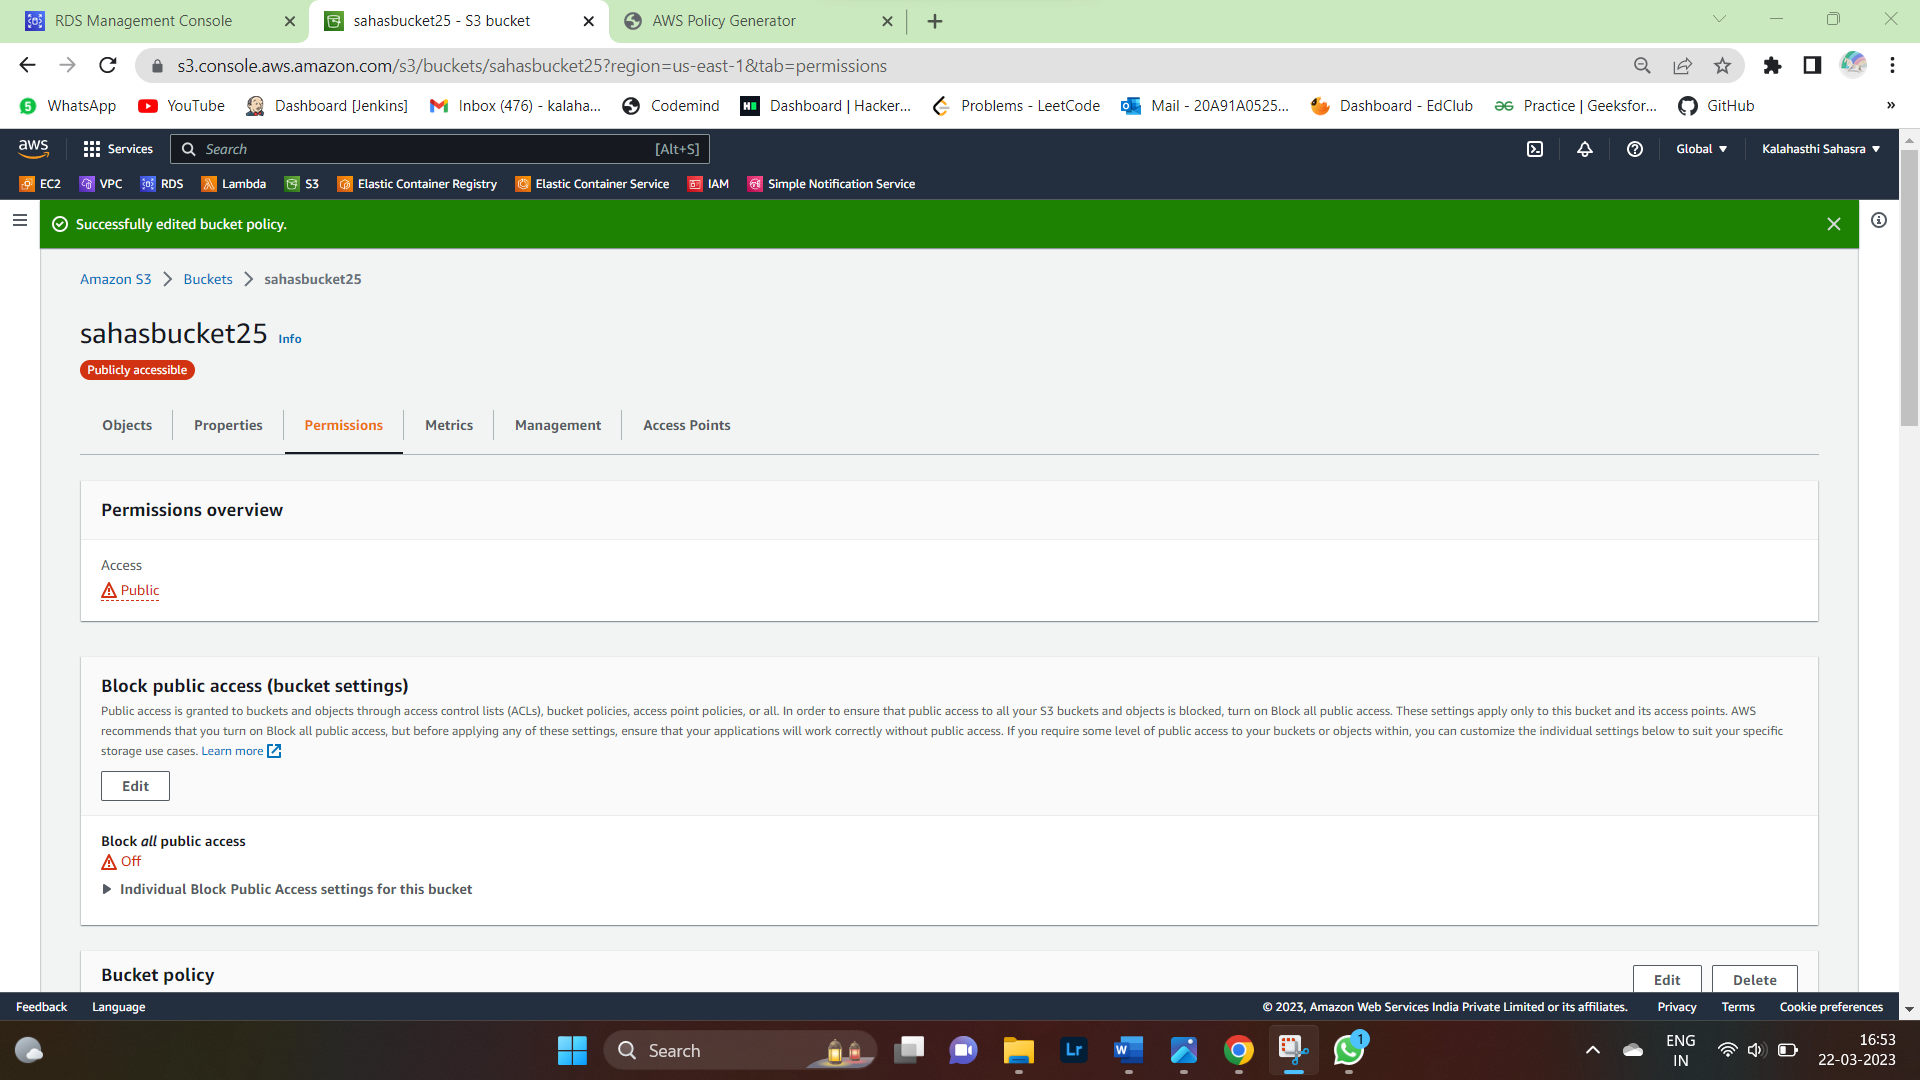 RDS Management Console
sahasbucket25 - S3 bucket
AWS Policy Generator
s3.console.aws.amazon.com/s3/buckets/sahasbucket25?region=us-east-1&tab=permissions
WhatsApp YouTube Dashboard [Jenkins] Inbox (476) - kalaha... Codemind Dashboard | Hacker... Problems - LeetCode Mail - 20A91A0525... Dashboard - EdClub Practice | Geeksfor... GitHub »
aws Services Search [Alt+S] Global Kalahasthi Sahasra
EC2 VPC RDS Lambda S3 Elastic Container Registry Elastic Container Service IAM Simple Notification Service
Successfully edited bucket policy.
Amazon S3 > Buckets > sahasbucket25
sahasbucket25 Info
Publicly accessible
Objects Properties Permissions Metrics Management Access Points
Permissions overview
Access
Public
Block public access (bucket settings)
Public access is granted to buckets and objects through access control lists (ACLs), bucket policies, access point policies, or all. In order to ensure that public access to all your S3 buckets and objects is blocked, turn on Block all public access. These settings apply only to this bucket and its access points. AWS
recommends that you turn on Block all public access, but before applying any of these settings, ensure that your applications will work correctly without public access. If you require some level of public access to your buckets or objects within, you can customize the individual settings below to suit your specific
storage use cases. Learn more
Edit
Block all public access
Off
Individual Block Public Access settings for this bucket
Bucket policy
Edit Delete
Feedback Language © 2023, Amazon Web Services India Private Limited or its affiliates. Privacy Terms Cookie preferences
Search Lr W 1 ENG 16:53
IN 22-03-2023